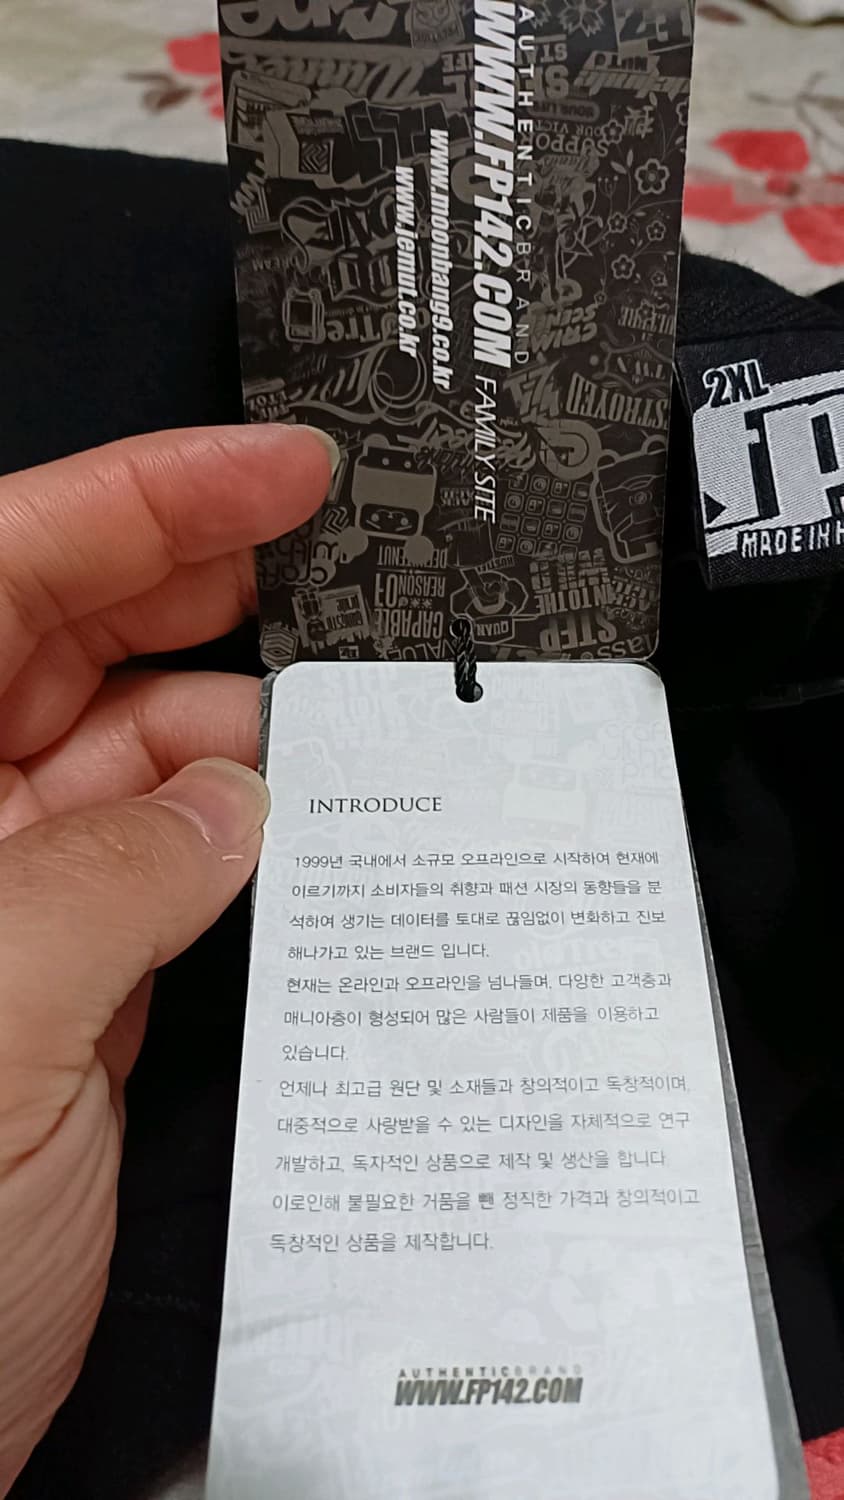 AUTHENTICBRAND
WWW.FP142.COM FAMILY SITE
www.moonbang9.co.kr
www.jemut.co.kr
STROYED
CAPABLE
REASON01
INTO THE
STEP
2XL
fp
MADE IN
INTRODUCE
1999년 국내에서 소규모 오프라인으로 시작하여 현재에
이르기까지 소비자들의 취향과 패션 시장의 동향들을 분
석하여 생기는 데이터를 토대로 끊임없이 변화하고 진보
해나가고 있는 브랜드 입니다.
현재는 온라인과 오프라인을 넘나들며, 다양한 고객층과
매니아층이 형성되어 많은 사람들이 제품을 이용하고
있습니다.
언제나 최고급 원단 및 소재들과 창의적이고 독창적이며,
대중적으로 사랑받을 수 있는 디자인을 자체적으로 연구
개발하고, 독자적인 상품으로 제작 및 생산을 합니다
이로인해 불필요한 거품을 뺀 정직한 가격과 창의적이고
독창적인 상품을 제작합니다.
AUTHENTICBRAND
WWW.FP142.COM